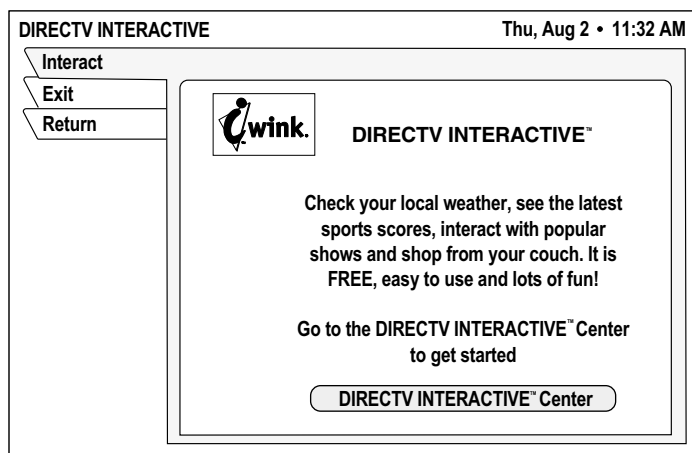 DIRECTV INTERACTIVE
Thu, Aug 2 • 11:32 AM
Interact
Exit
Return
wink.
DIRECTV INTERACTIVE™
Check your local weather, see the latest
sports scores, interact with popular
shows and shop from your couch. It is
FREE, easy to use and lots of fun!
Go to the DIRECTV INTERACTIVE™ Center
to get started
DIRECTV INTERACTIVE™ Center